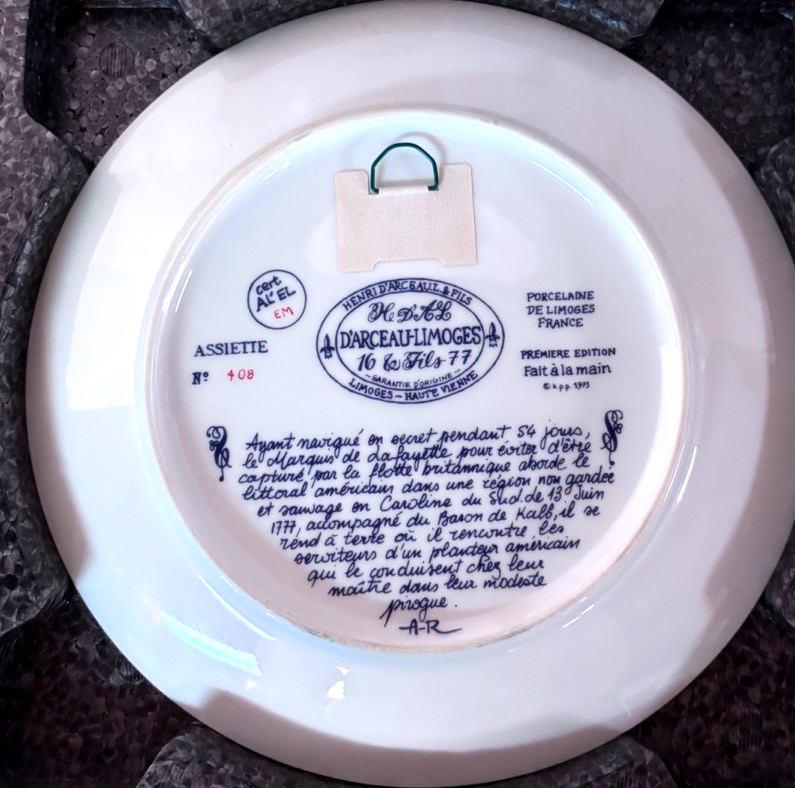 cert
AL'EL
EM
ASSIETTE
Nº 408
HENRI D'ARCEAU L. & FILS
H. D'A.L.
D'ARCEAU-LIMOGES
16 & Fils 77
~GARANTIE D'ORIGINE~
LIMOGES ~ HAUTE VIENNE
PORCELAINE
DE LIMOGES
FRANCE
PREMIERE EDITION
Fait à la main
© k.p.p. 1973
Ayant navigué en secret pendant 54 jours,
le Marquis de Lafayette pour éviter d'être
capturé par la flotte britannique aborde le
littoral américain dans une région non gardée
et sauvage en Caroline du Sud. de 13 Juin
1777, accompagné du Baron de Kalb, il se
rend à terre où il rencontre les
serviteurs d'un planteur américain
qui le conduisent chez leur
maître dans leur modeste
pirogue.
A-R